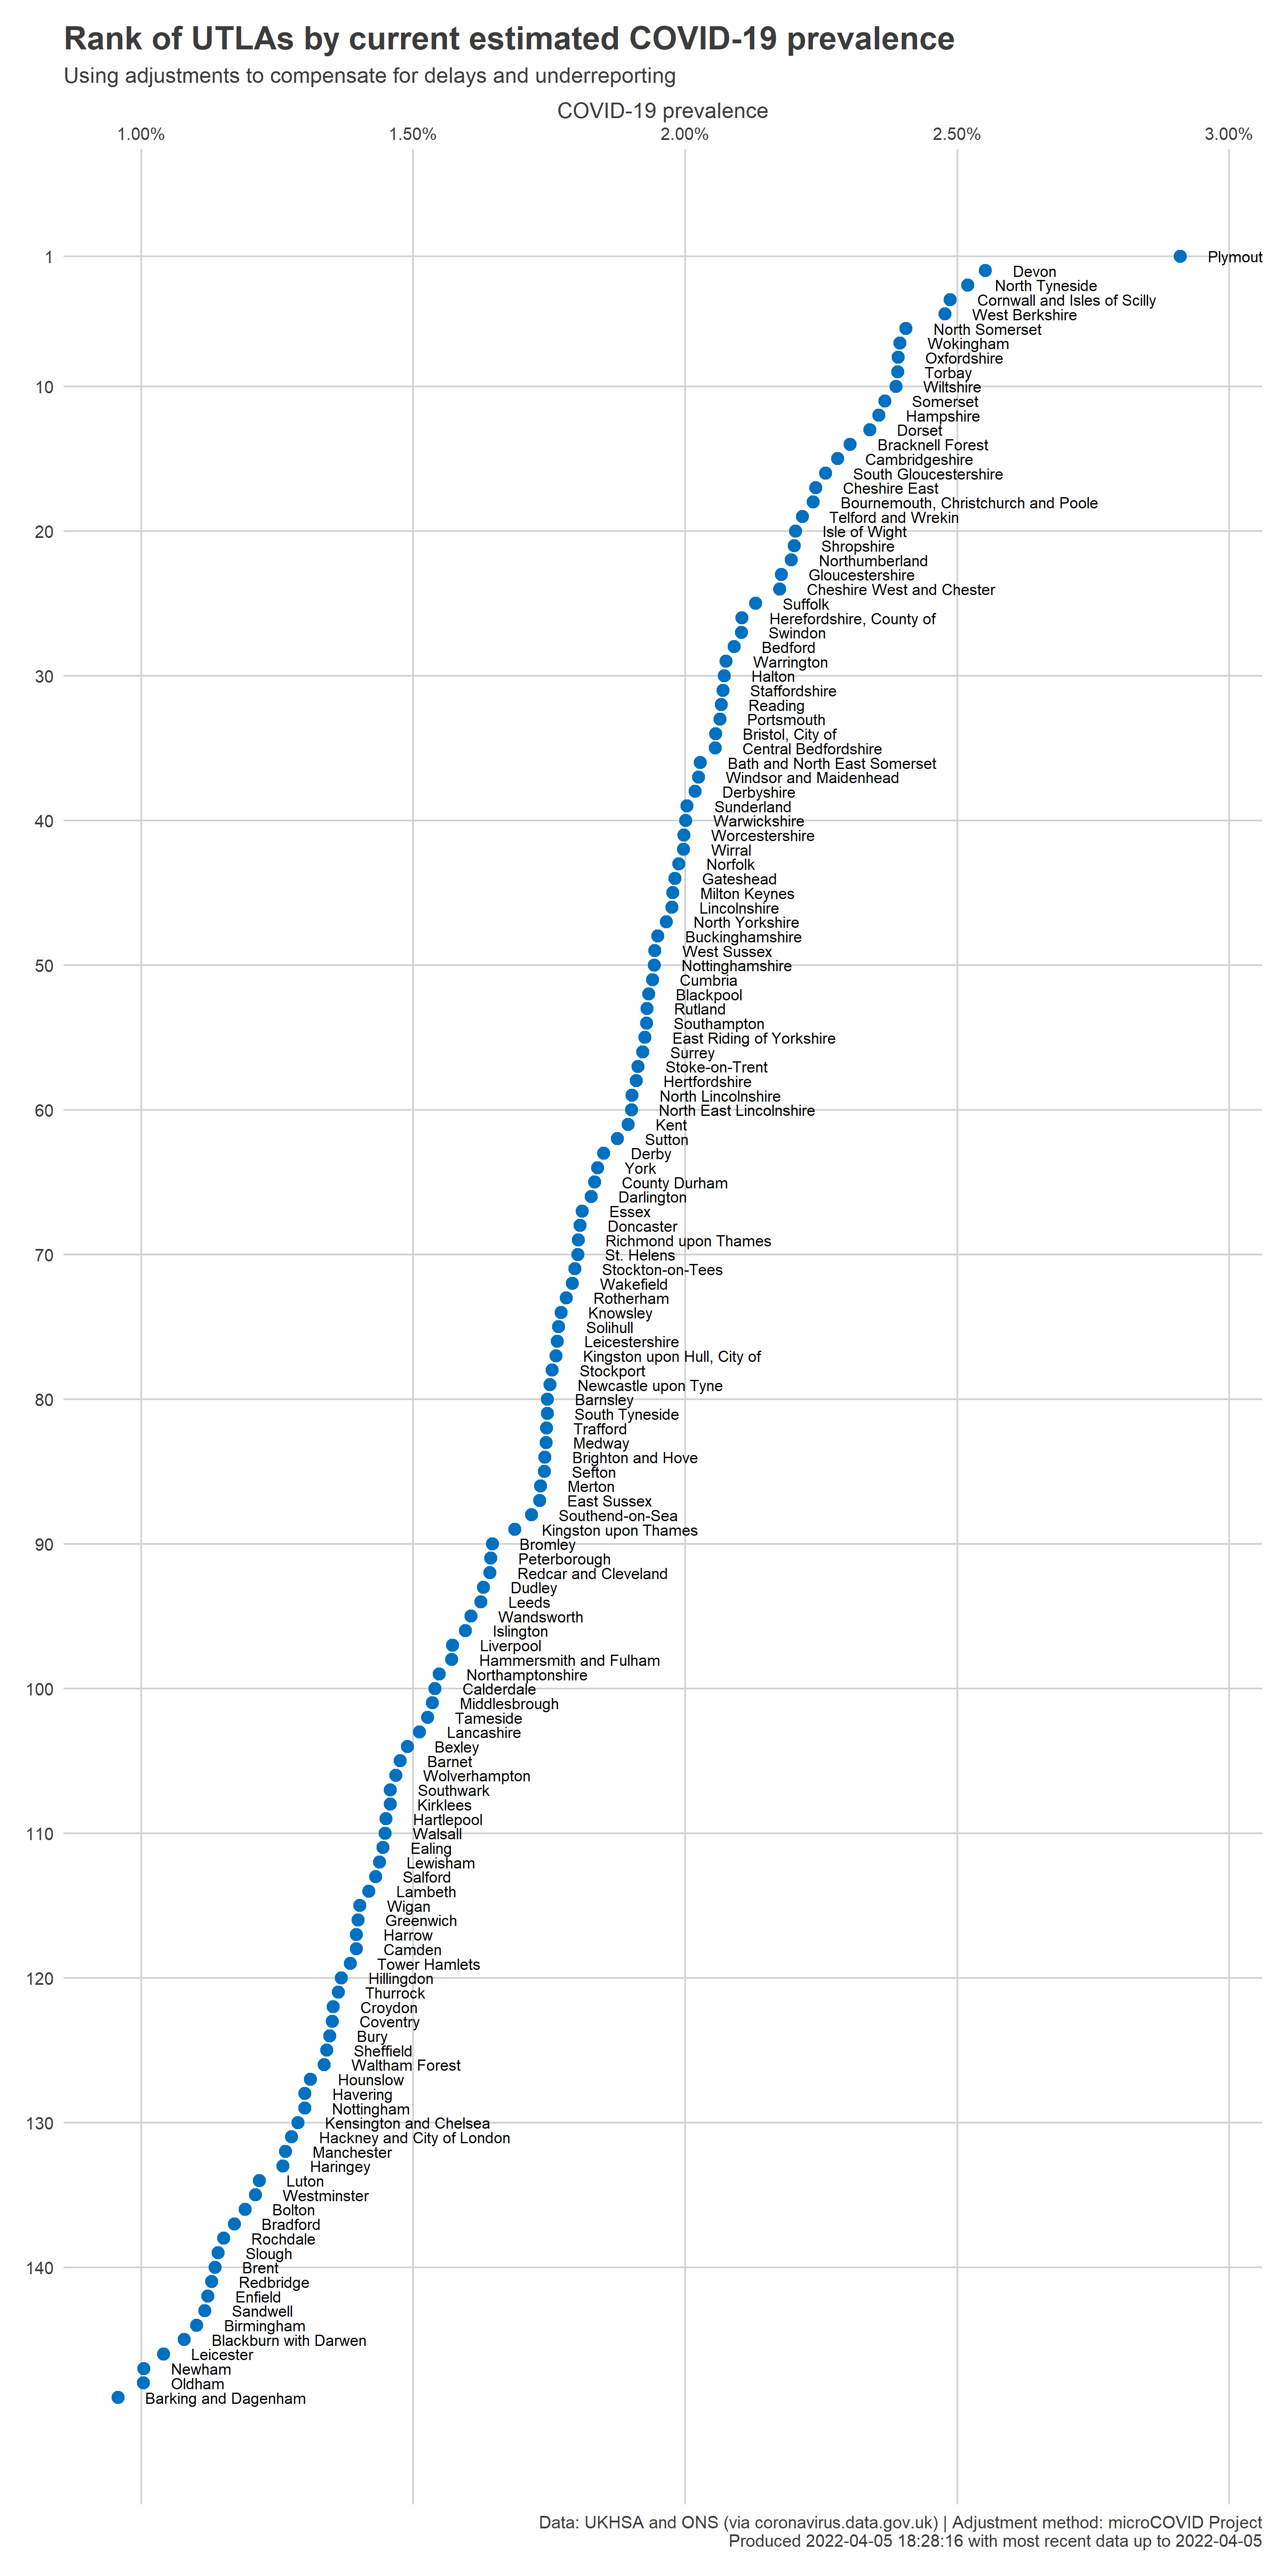 Rank of UTLAs by current estimated COVID-19 prevalence
Using adjustments to compensate for delays and underreporting
COVID-19 prevalence
1.00% 1.50% 2.00% 2.50% 3.00%
1 Plymout
Devon
North Tyneside
Cornwall and Isles of Scilly
West Berkshire
North Somerset
Wokingham
Oxfordshire
Torbay
10 Wiltshire
Somerset
Hampshire
Dorset
Bracknell Forest
Cambridgeshire
South Gloucestershire
Cheshire East
Bournemouth, Christchurch and Poole
Telford and Wrekin
20 Isle of Wight
Shropshire
Northumberland
Gloucestershire
Cheshire West and Chester
Suffolk
Herefordshire, County of
Swindon
Bedford
Warrington
30 Halton
Staffordshire
Reading
Portsmouth
Bristol, City of
Central Bedfordshire
Bath and North East Somerset
Windsor and Maidenhead
Derbyshire
Sunderland
40 Warwickshire
Worcestershire
Wirral
Norfolk
Gateshead
Milton Keynes
Lincolnshire
North Yorkshire
Buckinghamshire
West Sussex
50 Nottinghamshire
Cumbria
Blackpool
Rutland
Southampton
East Riding of Yorkshire
Surrey
Stoke-on-Trent
Hertfordshire
North Lincolnshire
60 North East Lincolnshire
Kent
Sutton
Derby
York
County Durham
Darlington
Essex
Doncaster
Richmond upon Thames
70 St. Helens
Stockton-on-Tees
Wakefield
Rotherham
Knowsley
Solihull
Leicestershire
Kingston upon Hull, City of
Stockport
Newcastle upon Tyne
80 Barnsley
South Tyneside
Trafford
Medway
Brighton and Hove
Sefton
Merton
East Sussex
Southend-on-Sea
Kingston upon Thames
90 Bromley
Peterborough
Redcar and Cleveland
Dudley
Leeds
Wandsworth
Islington
Liverpool
Hammersmith and Fulham
Northamptonshire
100 Calderdale
Middlesbrough
Tameside
Lancashire
Bexley
Barnet
Wolverhampton
Southwark
Kirklees
Hartlepool
110 Walsall
Ealing
Lewisham
Salford
Lambeth
Wigan
Greenwich
Harrow
Camden
Tower Hamlets
120 Hillingdon
Thurrock
Croydon
Coventry
Bury
Sheffield
Waltham Forest
Hounslow
Havering
Nottingham
130 Kensington and Chelsea
Hackney and City of London
Manchester
Haringey
Luton
Westminster
Bolton
Bradford
Rochdale
Slough
140 Brent
Redbridge
Enfield
Sandwell
Birmingham
Blackburn with Darwen
Leicester
Newham
Oldham
Barking and Dagenham
Data: UKHSA and ONS (via coronavirus.data.gov.uk) | Adjustment method: microCOVID Project
Produced 2022-04-05 18:28:16 with most recent data up to 2022-04-05